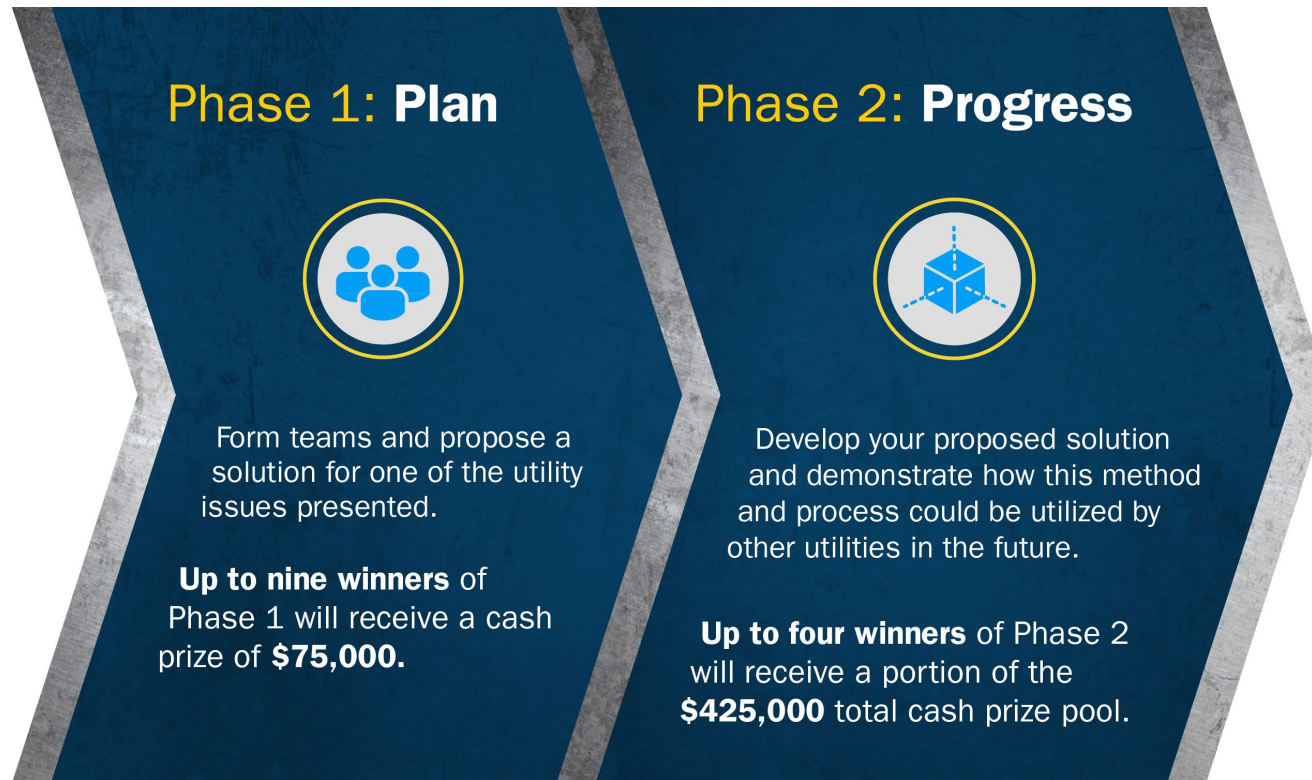 Phase 1: Plan
Form teams and propose a
solution for one of the utility
issues presented.
Up to nine winners of
Phase 1 will receive a cash
prize of $75,000.
Phase 2: Progress
Develop your proposed solution
and demonstrate how this method
and process could be utilized by
other utilities in the future.
Up to four winners of Phase 2
will receive a portion of the
$425,000 total cash prize pool.